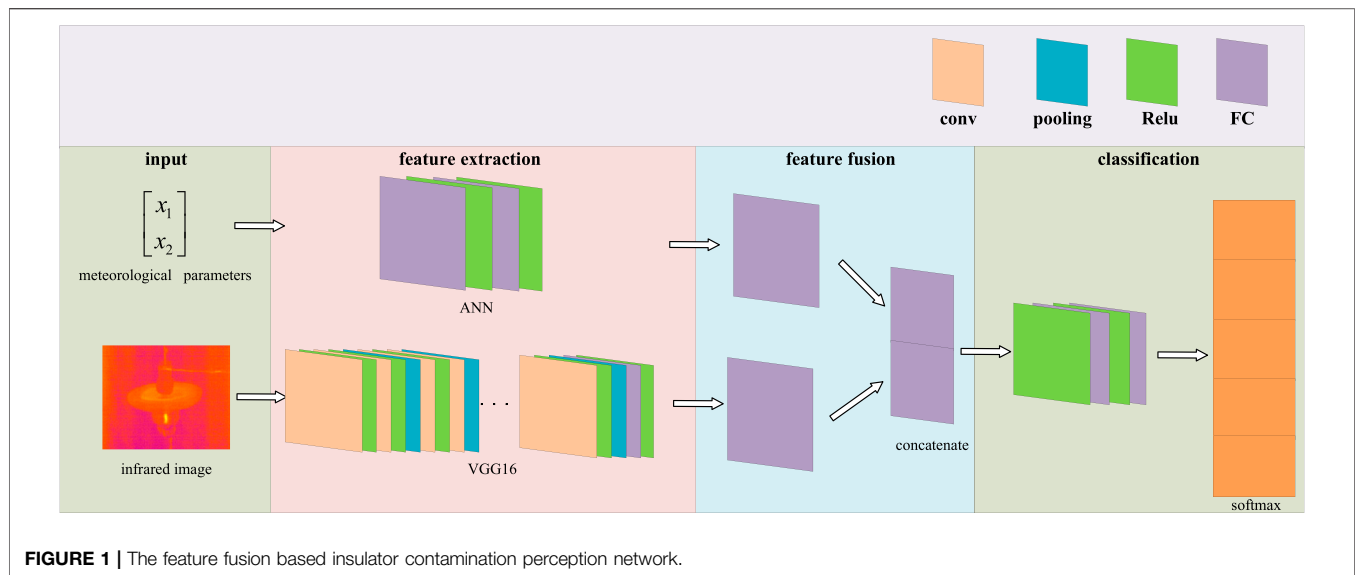 conv pooling Relu FC
input feature extraction feature fusion classification
x1
x2
meteorological parameters
ANN
infrared image
. . .
VGG16
concatenate
softmax
FIGURE 1 | The feature fusion based insulator contamination perception network.